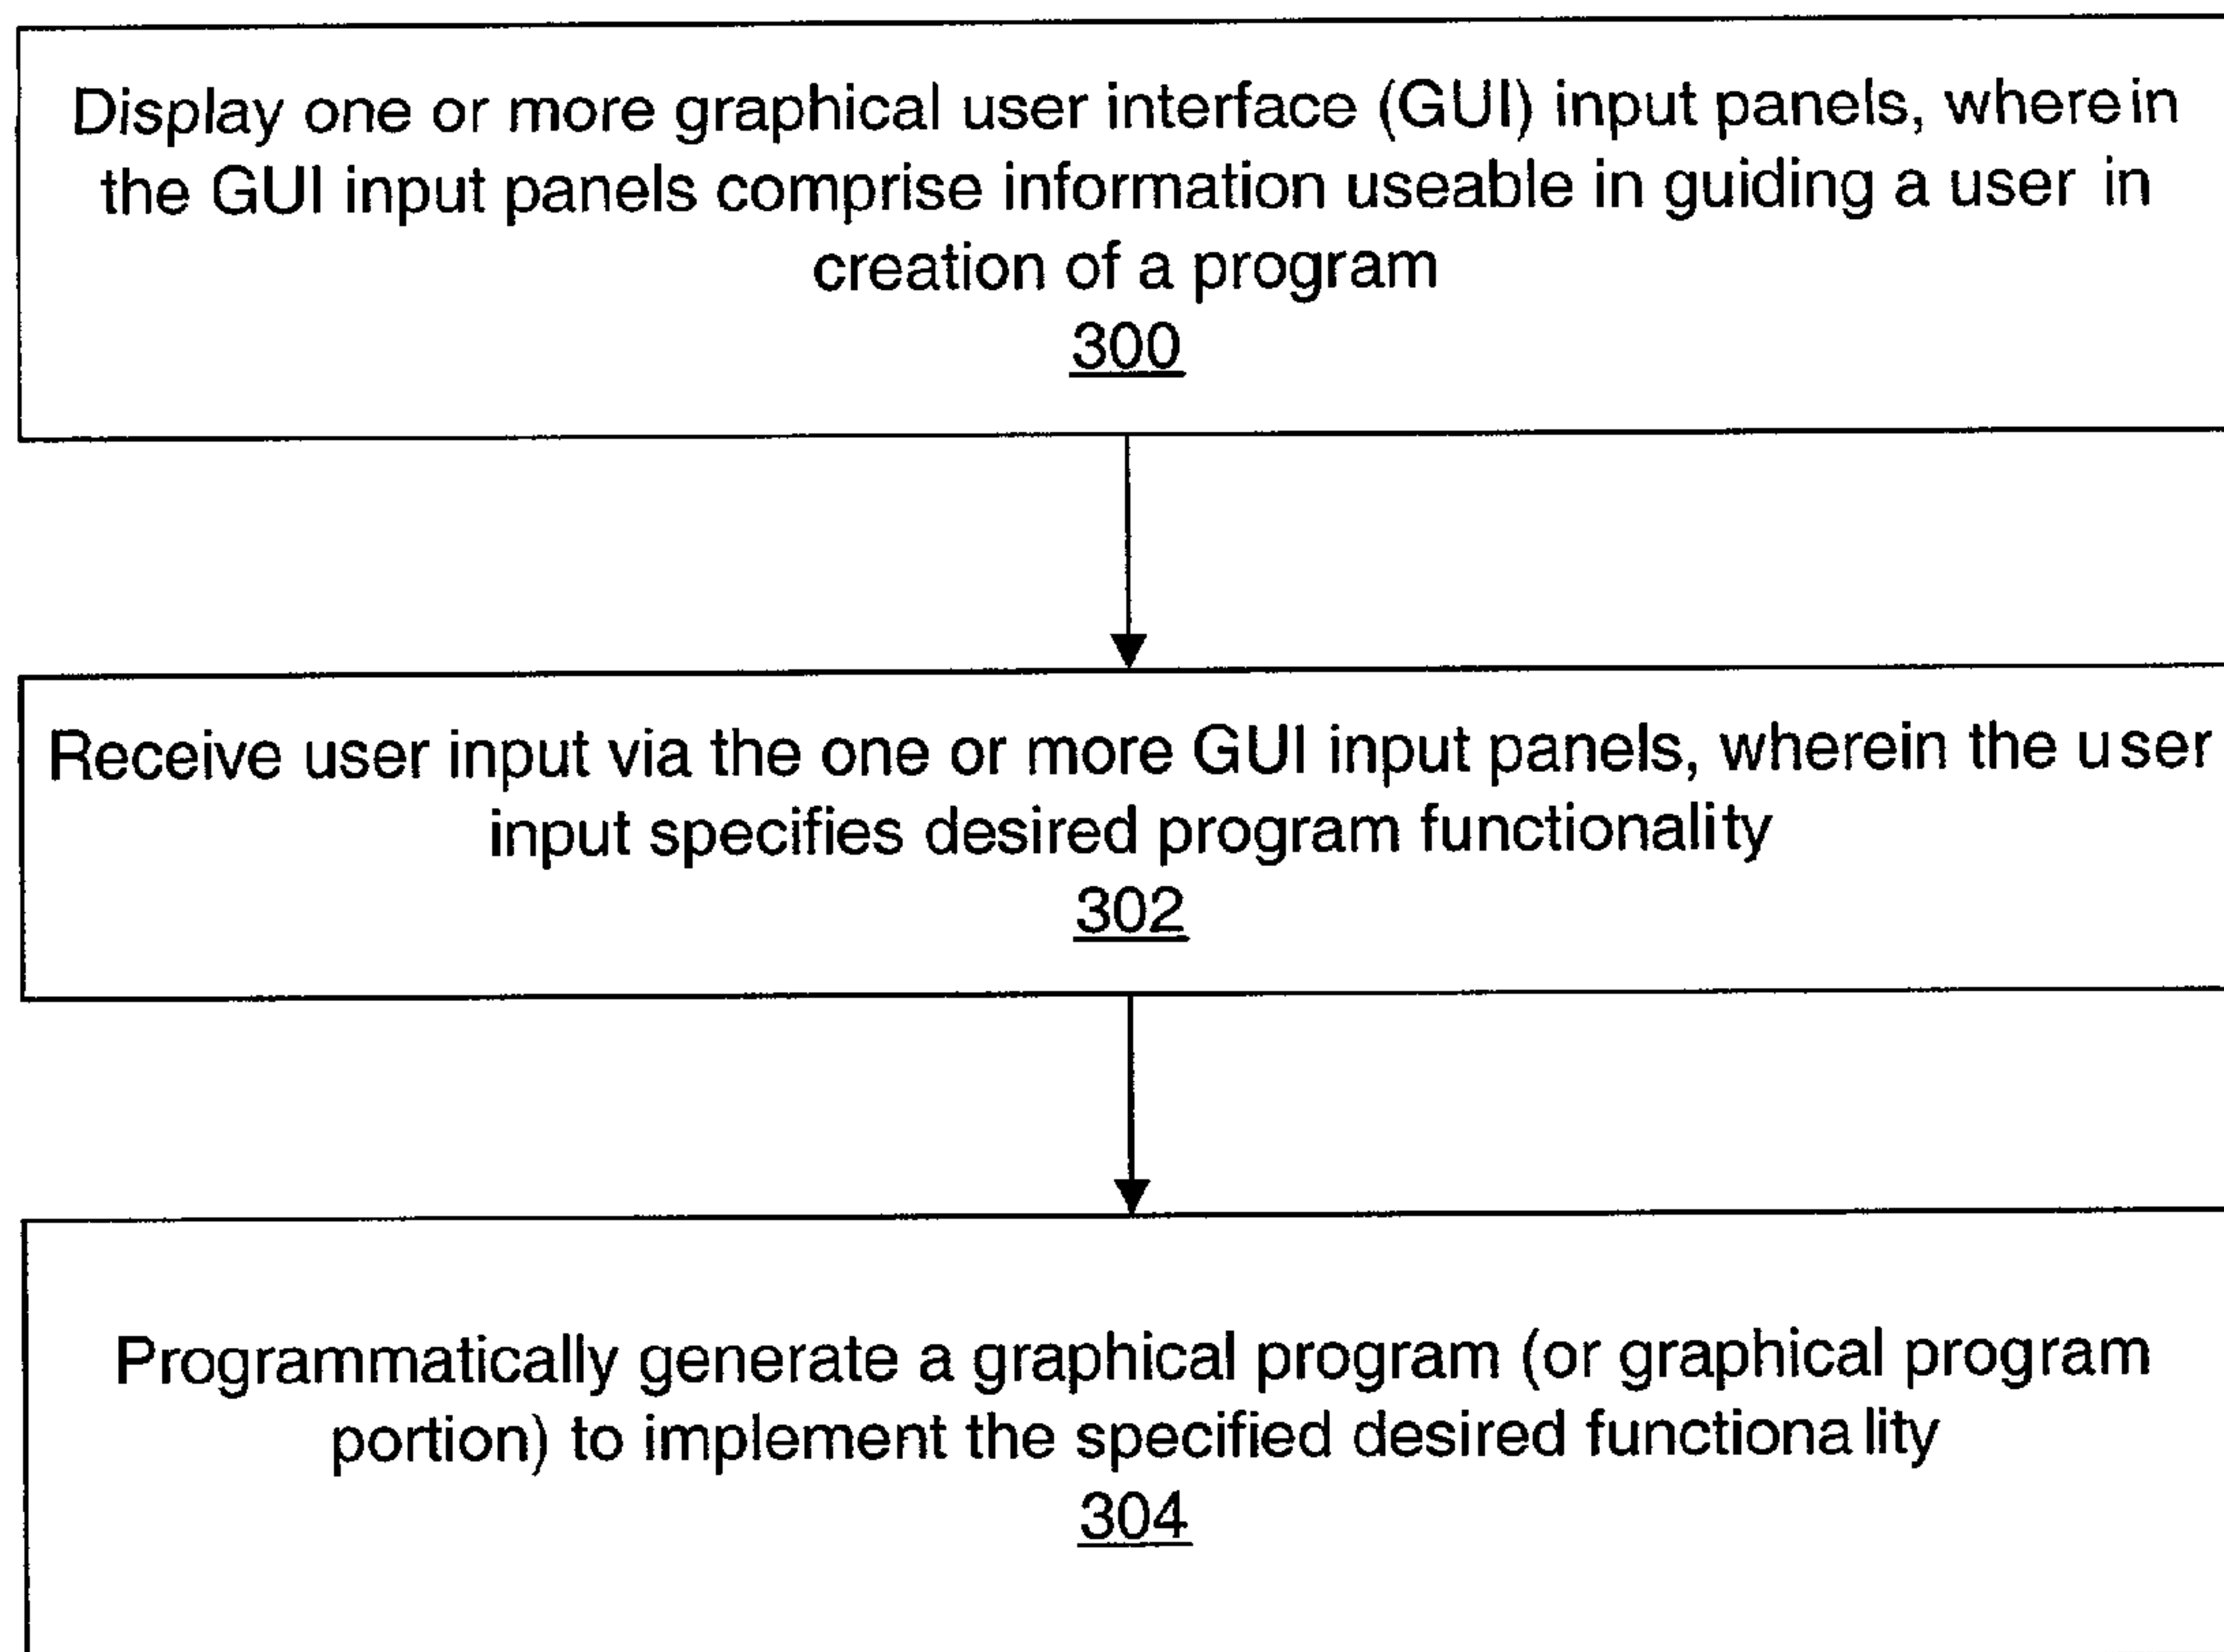 Display one or more graphical user interface (GUI) input panels, wherein
the GUI input panels comprise information useable in guiding a user in
creation of a program
300
Receive user input via the one or more GUI input panels, wherein the user
input specifies desired program functionality
302
Programmatically generate a graphical program (or graphical program
portion) to implement the specified desired functionality
304